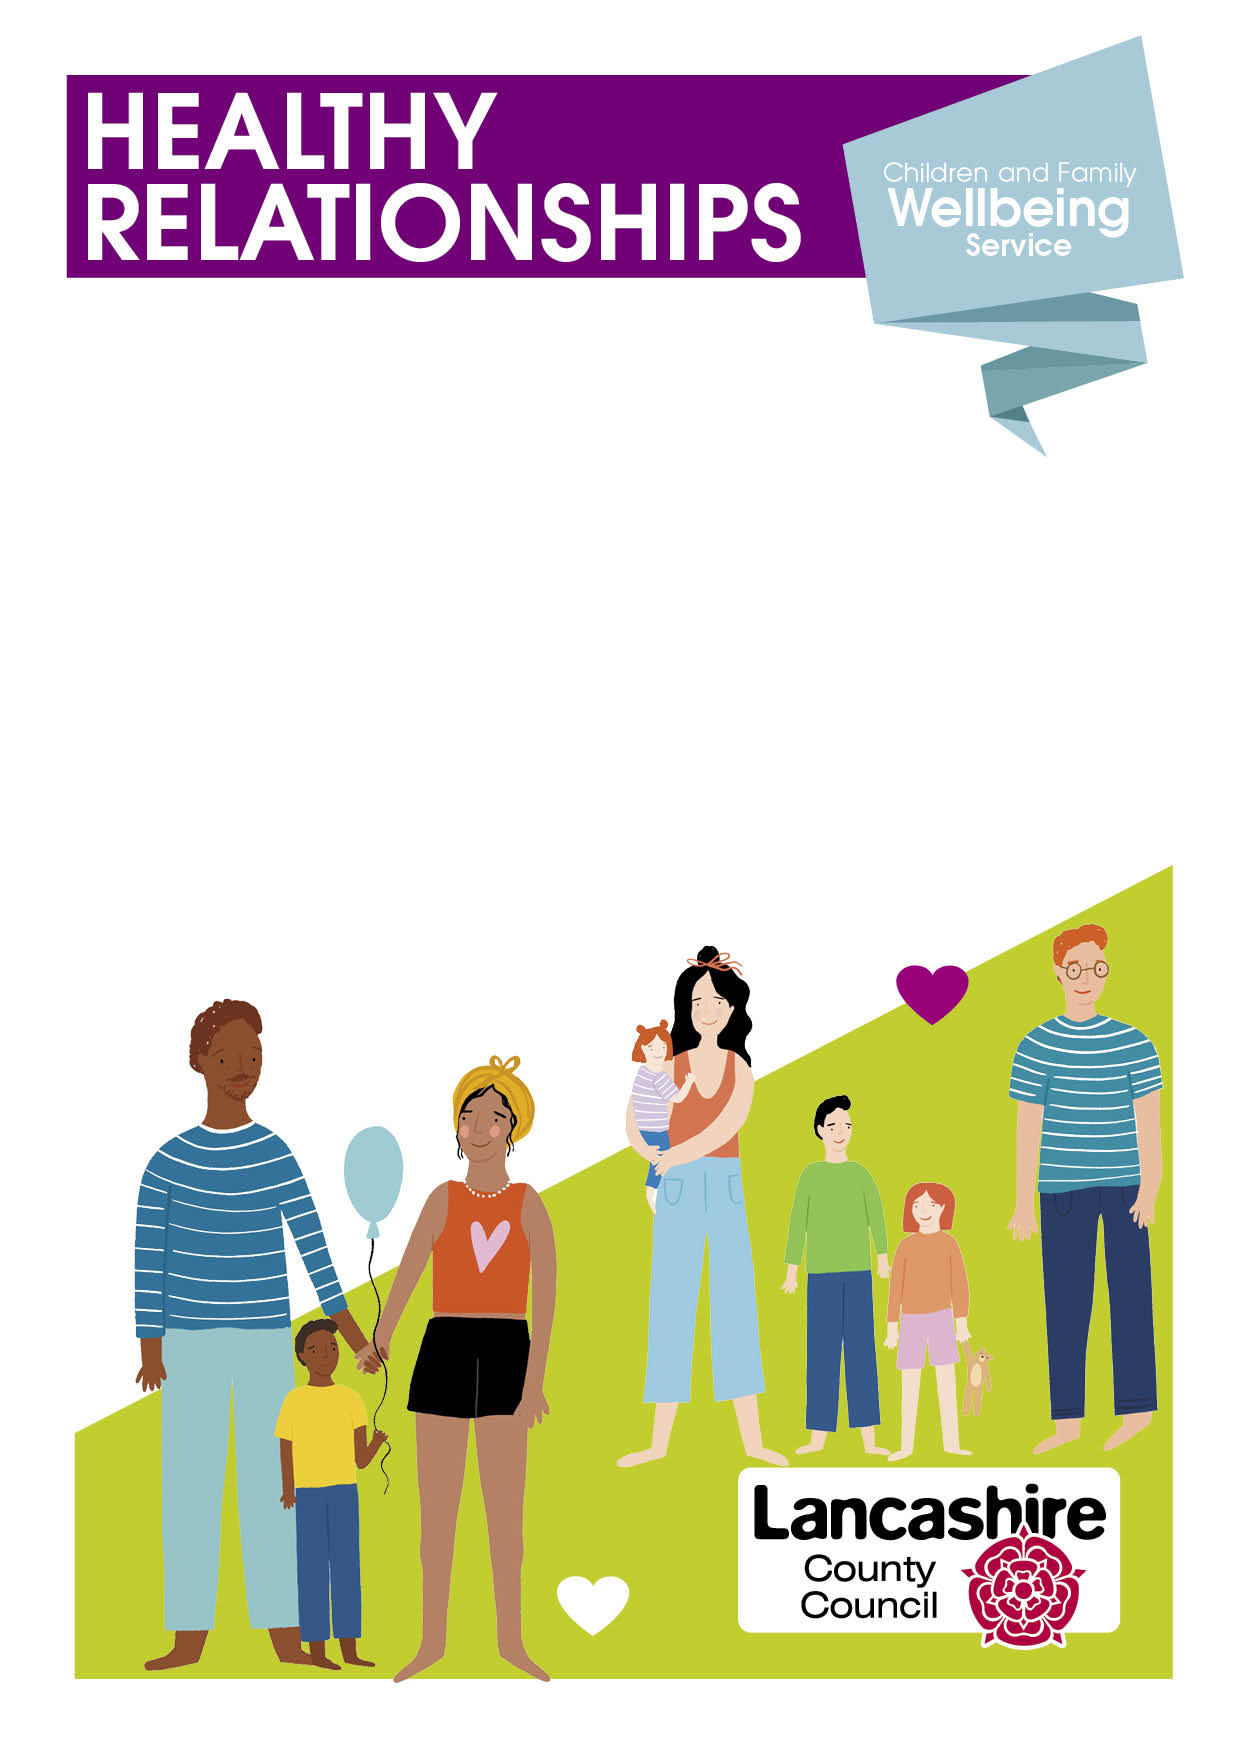 HEALTHY
RELATIONSHIPS
Children and Family
Wellbeing
Service
Lancashire
County
Council